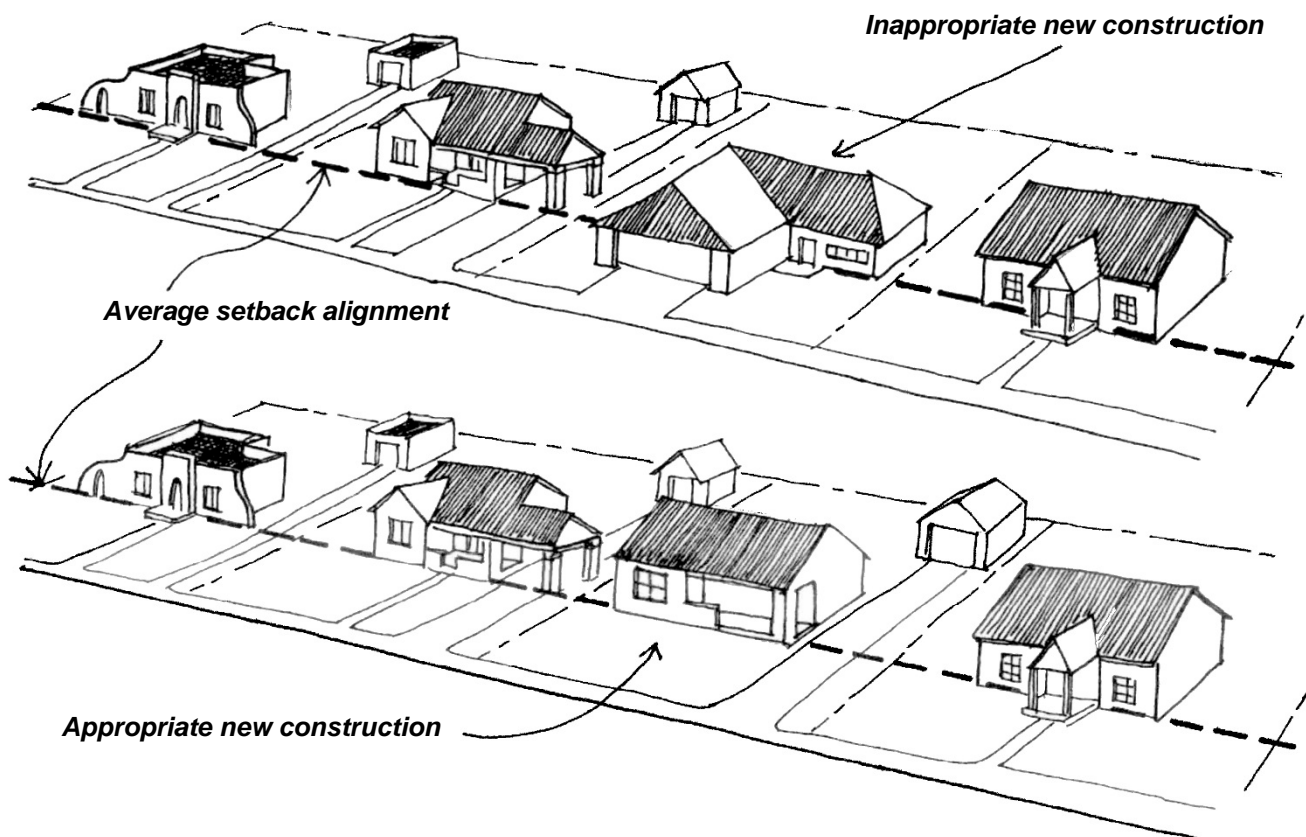 Inappropriate new construction
Average setback alignment
Appropriate new construction